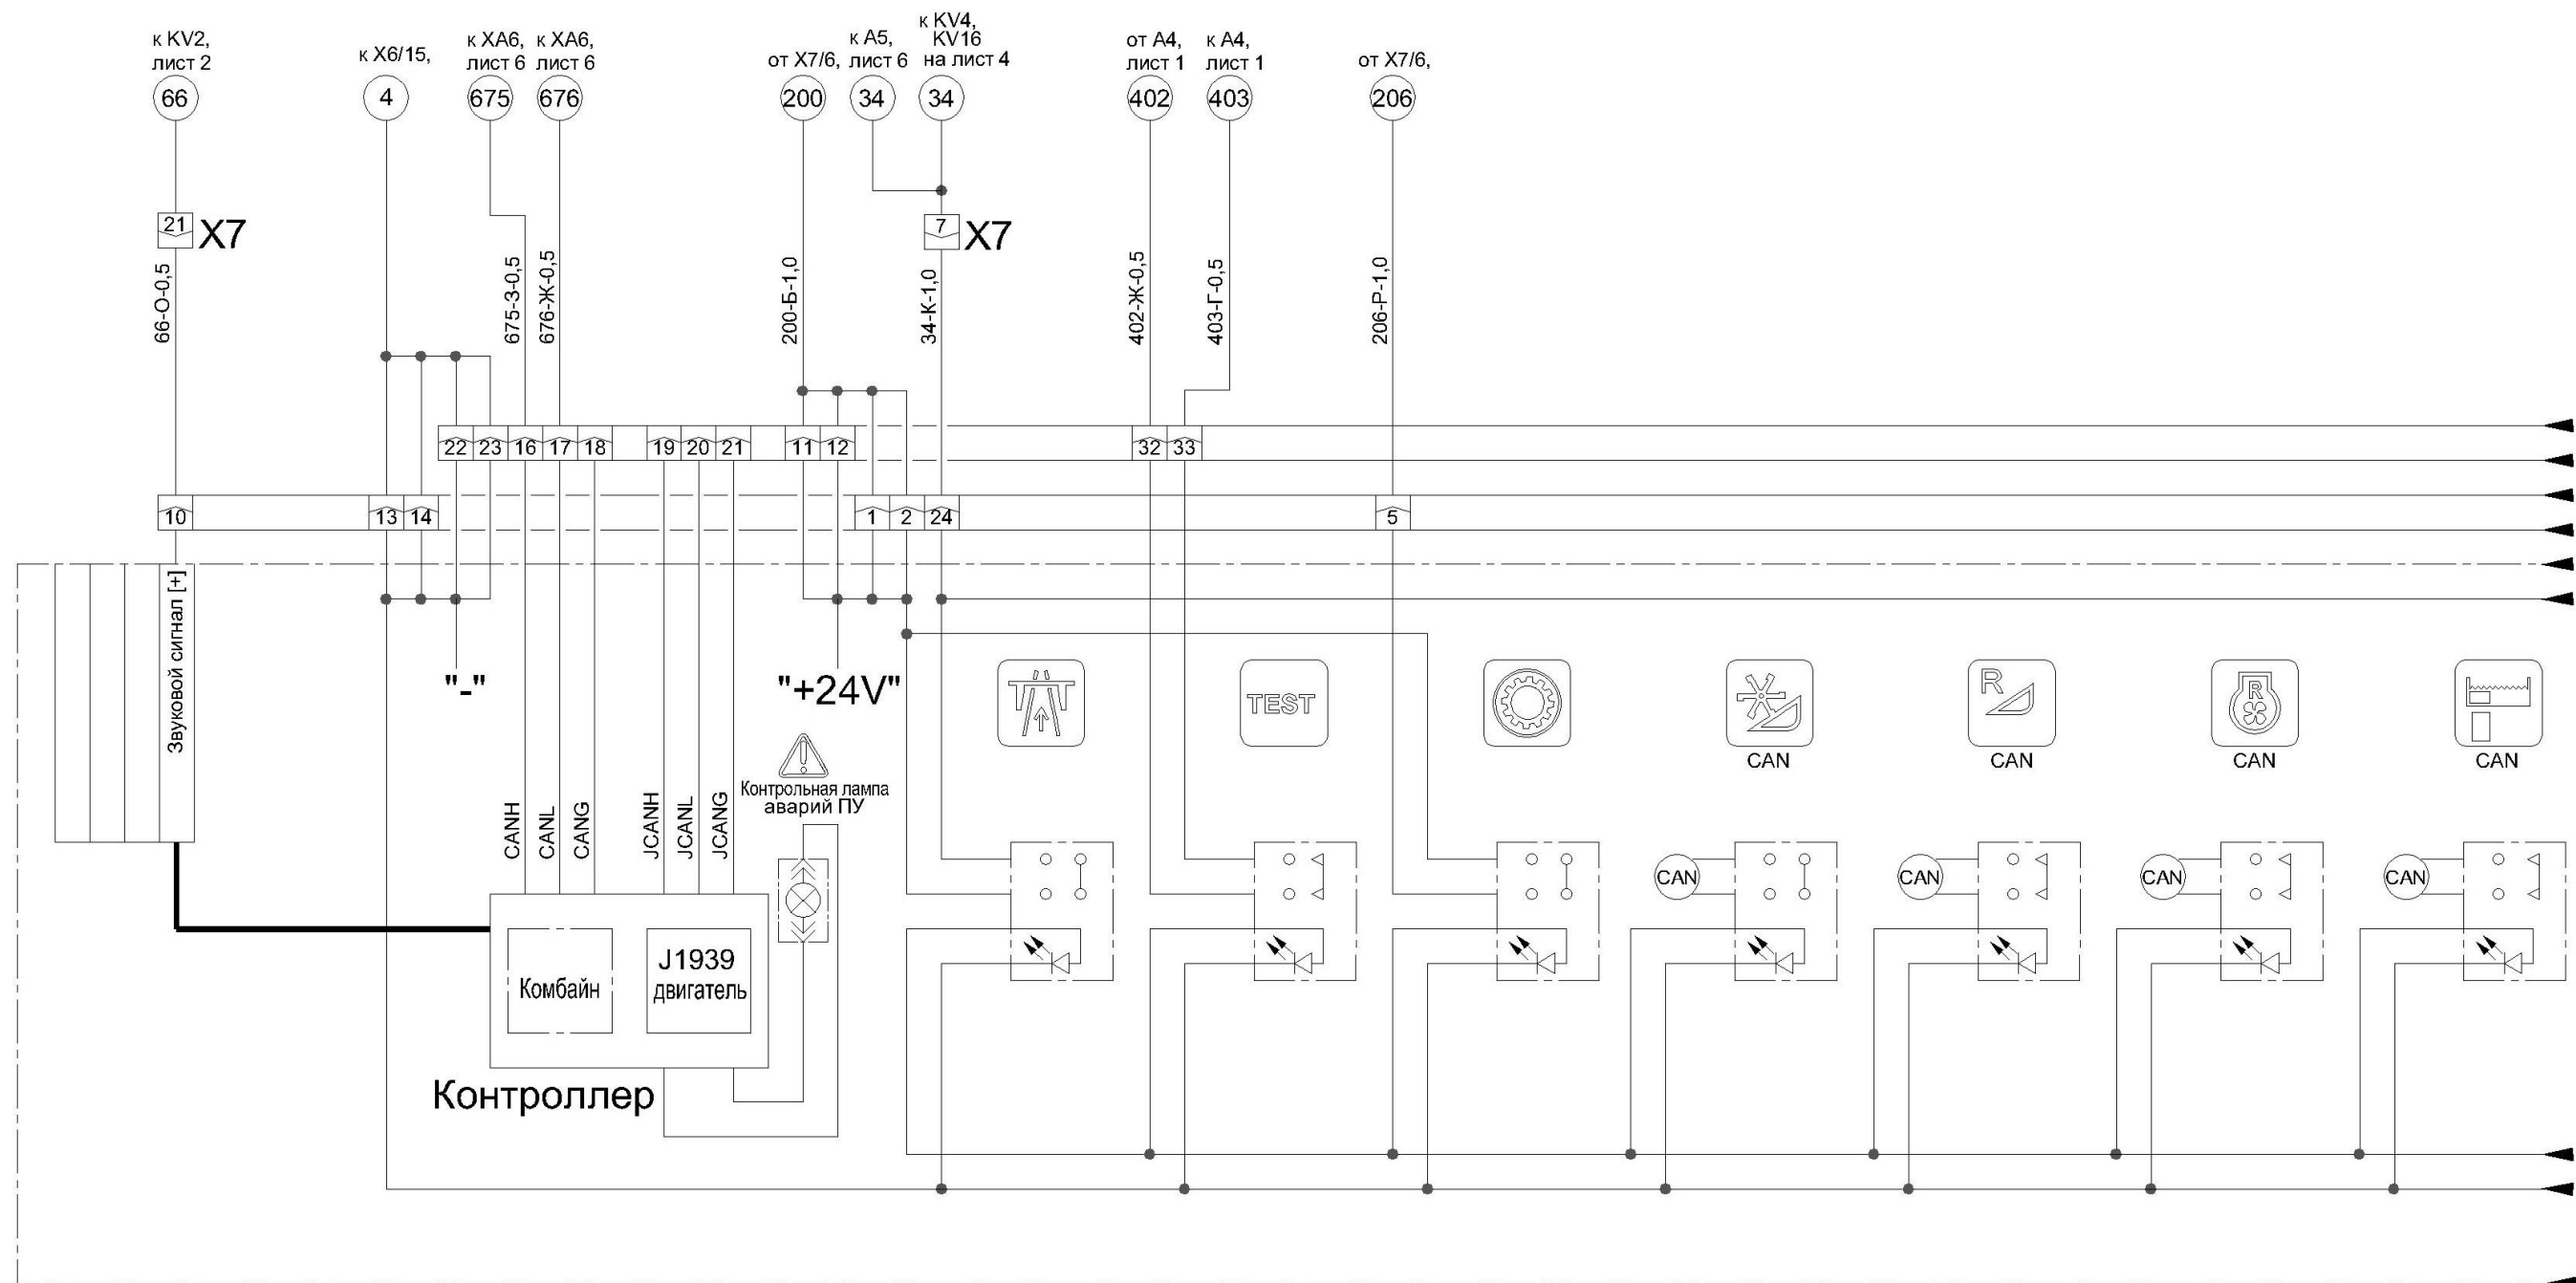 к KV2,
лист 2
66
к X6/15,
4
к XA6,
лист 6
675
к XA6,
лист 6
676
от X7/6,
200
к A5,
лист 6
34
к KV4,
KV16
на лист 4
34
от A4,
лист 1
402
к A4,
лист 1
403
от X7/6,
206
21
X7
7
X7
66-О-0,5
675-З-0,5
676-Ж-0,5
200-Б-1,0
34-К-1,0
402-Ж-0,5
403-Г-0,5
206-Р-1,0
22
23
16
17
18
19
20
21
11
12
32
33
10
13
14
1
2
24
5
Звуковой сигнал [+]
"-"
"+24V"
TEST
R
R
CAN
CAN
CAN
CAN
Контрольная лампа
аварий ПУ
CANH
CANL
CANG
JCANH
JCANL
JCANG
CAN
CAN
CAN
CAN
Комбайн
J1939
двигатель
Контроллер